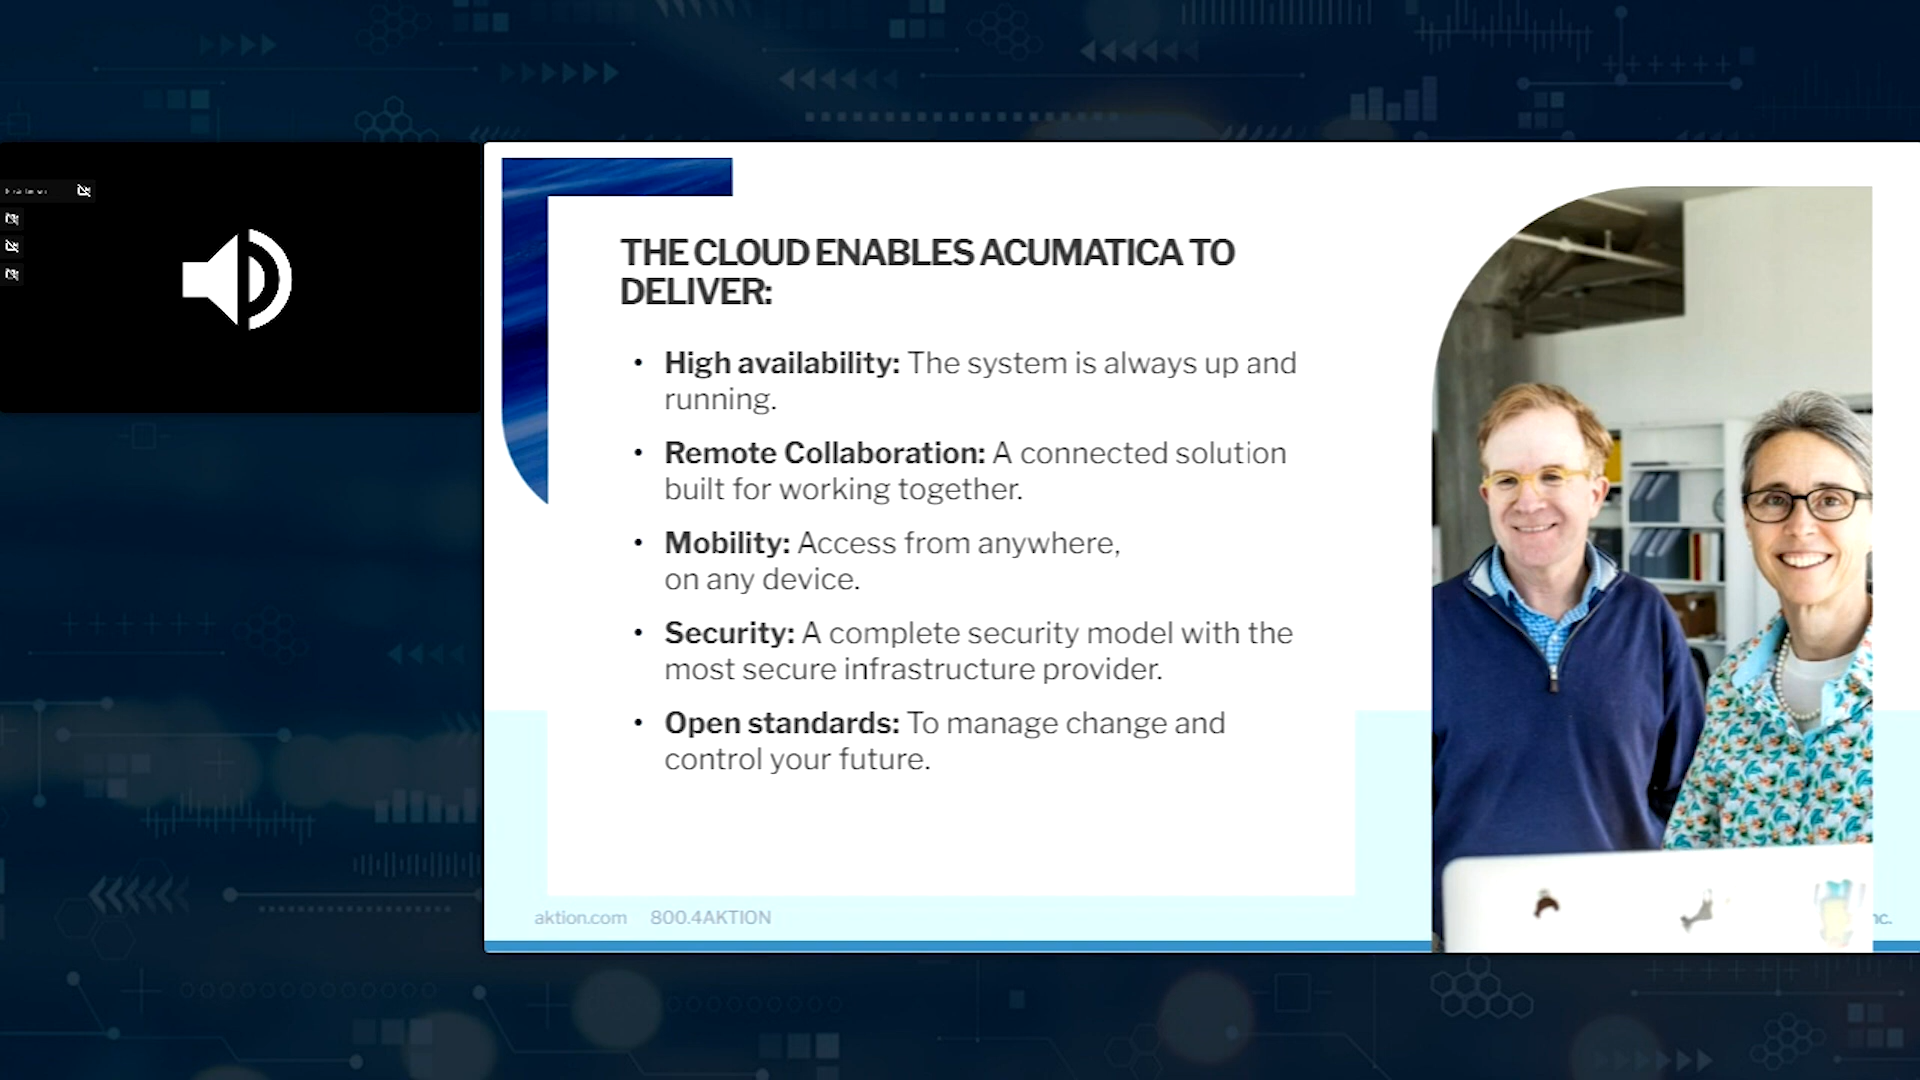 THE CLOUD ENABLES ACUMATICA TO
DELIVER:
• High availability: The system is always up and
running.
• Remote Collaboration: A connected solution
built for working together.
• Mobility: Access from anywhere,
on any device.
• Security: A complete security model with the
most secure infrastructure provider.
• Open standards: To manage change and
control your future.
aktion.com 800.4AKTION